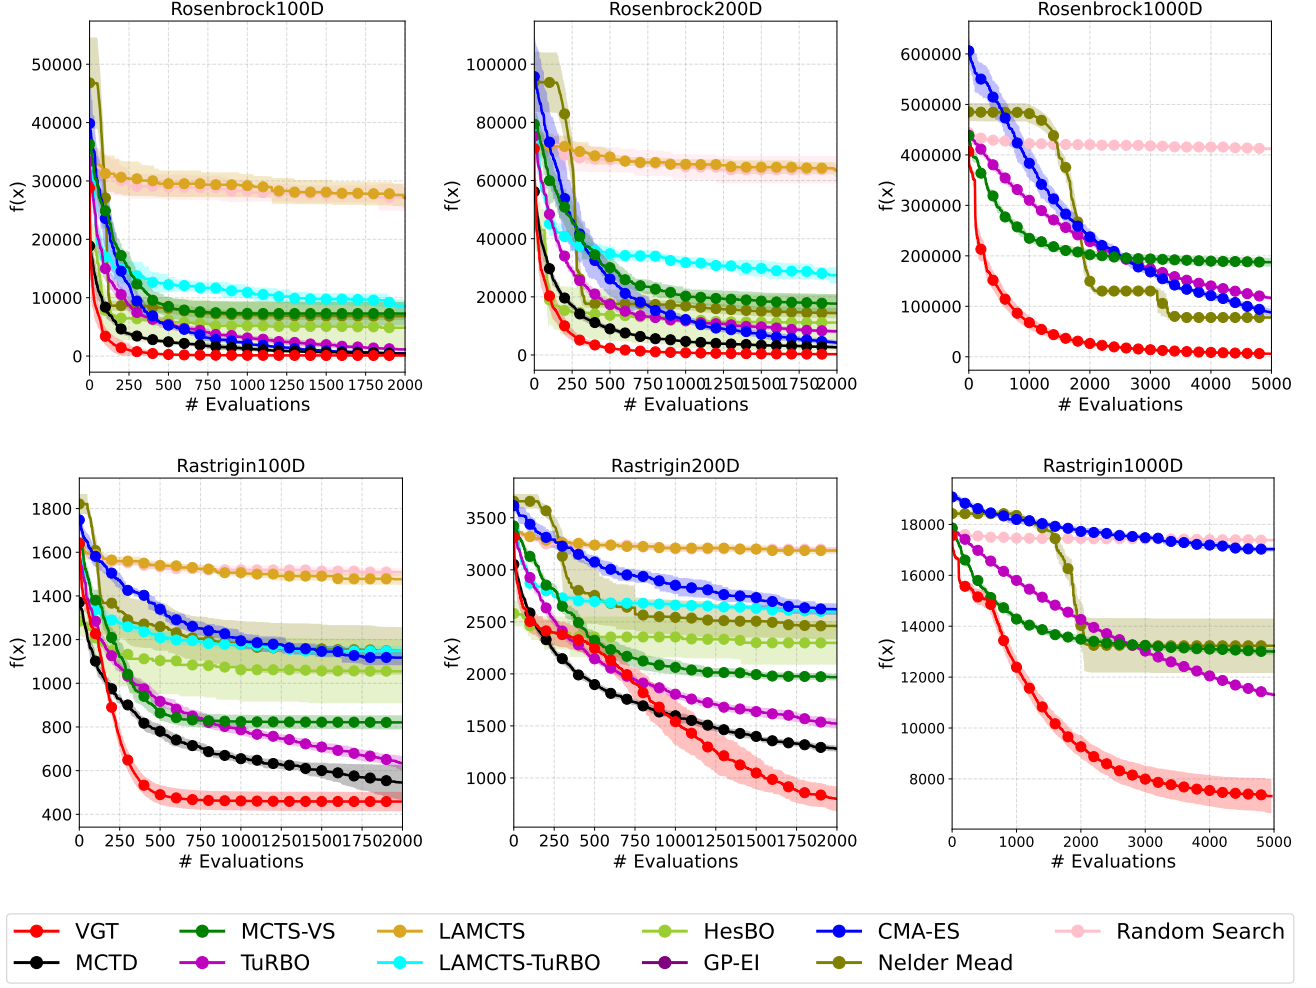 Rosenbrock100D Rosenbrock200D Rosenbrock1000D
f(x) 50000 40000 30000 20000 10000 0
0 250 500 750 1000 1250 1500 1750 2000
# Evaluations
f(x) 100000 80000 60000 40000 20000 0
0 250 500 750 1000 1250 1500 1750 2000
# Evaluations
f(x) 600000 500000 400000 300000 200000 100000 0
0 1000 2000 3000 4000 5000
# Evaluations
Rastrigin100D Rastrigin200D Rastrigin1000D
f(x) 1800 1600 1400 1200 1000 800 600 400
0 250 500 750 1000 1250 1500 1750 2000
# Evaluations
f(x) 3500 3000 2500 2000 1500 1000
0 250 500 750 1000 1250 1500 1750 2000
# Evaluations
f(x) 18000 16000 14000 12000 10000 8000
0 1000 2000 3000 4000 5000
# Evaluations
VGT MCTS-VS LAMCTS HesBO CMA-ES Random Search
MCTD TuRBO LAMCTS-TuRBO GP-EI Nelder Mead